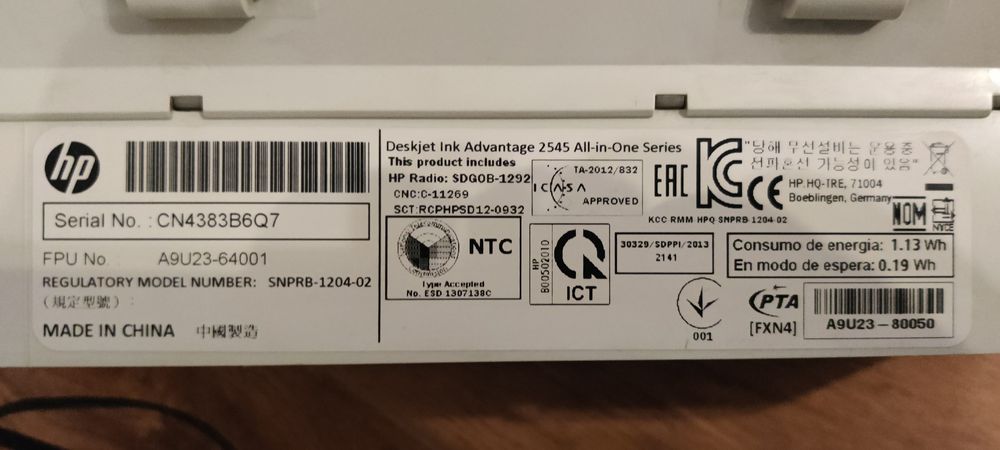 hp
Serial No. : CN4383B6Q7
FPU No. : A9U23-64001
REGULATORY MODEL NUMBER: SNPRB-1204-02
(規定型號):
MADE IN CHINA 中國製造
Deskjet Ink Advantage 2545 All-in-One Series
This product includes
HP Radio: SDGOB-1292
CNC:C-11269
SCT:RCPHPSD12-0932
ICASA
TA-2012/832
APPROVED
EAC
KC
CE
"당해 무선설비는 운용 중
전파혼신 가능성이 있음"
HP, HQ-TRE, 71004
Boeblingen, Germany
KCC RMM HPQ SNPRB-1204-02
NOM
NYCE
NTC
Type Accepted
No. ESD 1307138C
HP
B00502010
ICT
30329/SDPPI/2013
2141
Consumo de energia: 1.13 Wh
En modo de espera: 0.19 Wh
001
PTA
[FXN4]
A9U23-80050